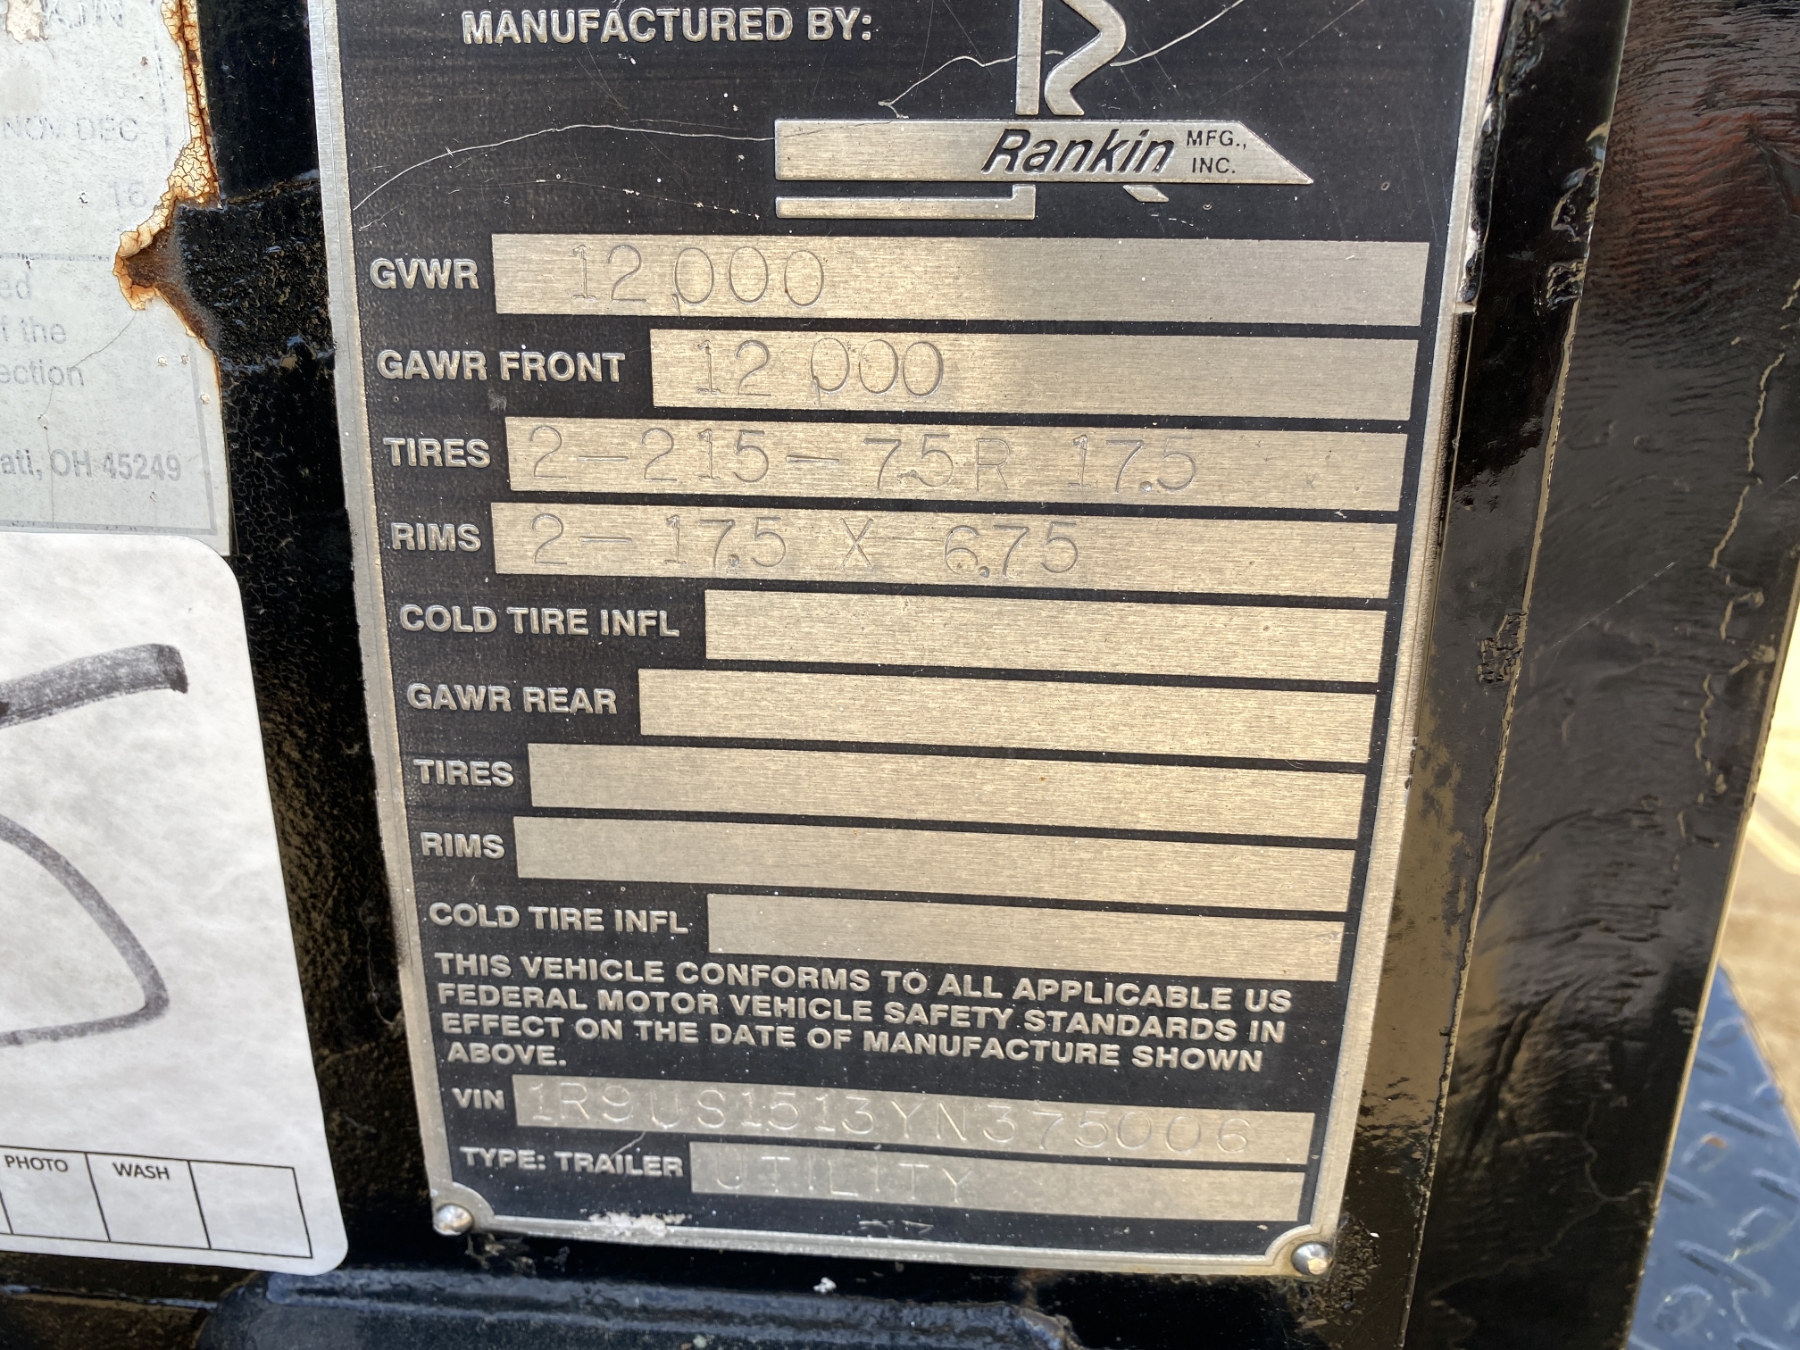 MANUFACTURED BY:
Rankin MFG., INC.
GVWR 12,000
GAWR FRONT 12,000
TIRES 2-215-75R 17.5
RIMS 2-17.5 X 6.75
COLD TIRE INFL
GAWR REAR
TIRES
RIMS
COLD TIRE INFL
THIS VEHICLE CONFORMS TO ALL APPLICABLE US
FEDERAL MOTOR VEHICLE SAFETY STANDARDS IN
EFFECT ON THE DATE OF MANUFACTURE SHOWN
ABOVE.
VIN 1R9US1513YN375006
TYPE: TRAILER UTILITY
NOV DEC
16
ed
f the
ection
ati, OH 45249
PHOTO WASH